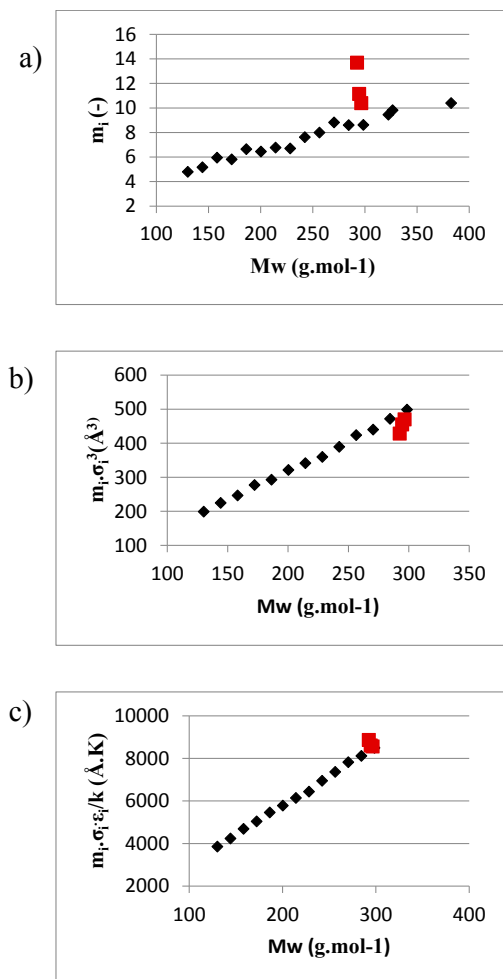 a)
16
14
12
10
8
6
4
2
mᵢ (-)
100 150 200 250 300 350 400
Mw (g.mol-1)
b)
600
500
400
300
200
100
mᵢ.σᵢ³(Å³)
100 150 200 250 300 350
Mw (g.mol-1)
c)
10000
8000
6000
4000
2000
mᵢ.σᵢ.εᵢ/k (Å.K)
100 200 300 400
Mw (g.mol-1)